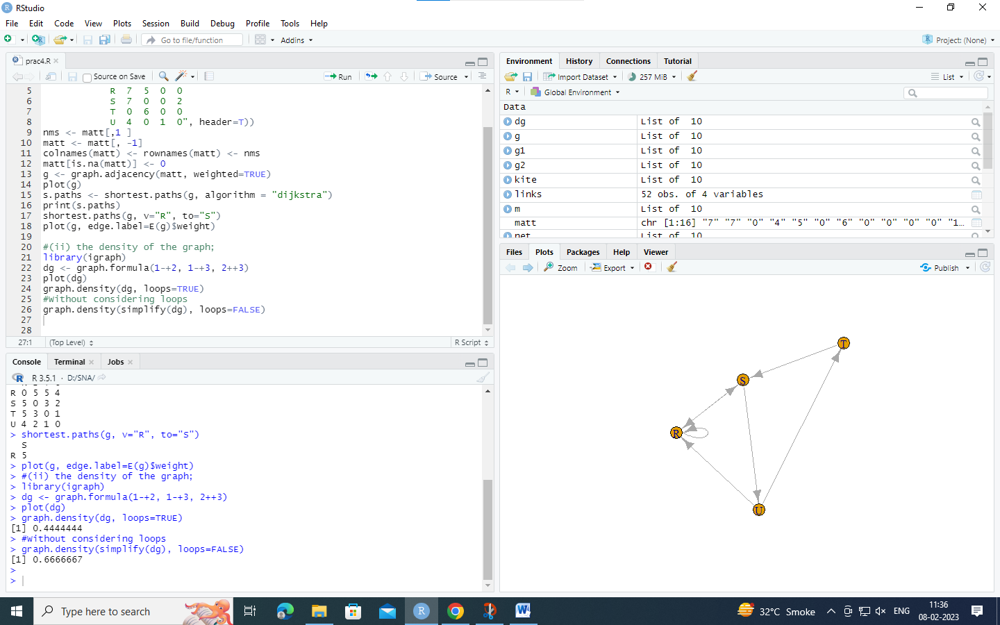 RStudio
File Edit Code View Plots Session Build Debug Profile Tools Help
Go to file/function Addins Project: (None)
prac4.R
Source on Save Run Source
5 R 7 5 0 0
6 S 7 0 0 2
7 T 0 6 0 0
8 U 4 0 1 0", header=T))
9 nms <- matt[,1 ]
10 matt <- matt[, -1]
11 colnames(matt) <- rownames(matt) <- nms
12 matt[is.na(matt)] <- 0
13 g <- graph.adjacency(matt, weighted=TRUE)
14 plot(g)
15 s.paths <- shortest.paths(g, algorithm = "dijkstra")
16 print(s.paths)
17 shortest.paths(g, v="R", to="S")
18 plot(g, edge.label=E(g)$weight)
19
20 #(ii) the density of the graph;
21 library(igraph)
22 dg <- graph.formula(1-+2, 1-+3, 2++3)
23 plot(dg)
24 graph.density(dg, loops=TRUE)
25 #Without considering loops
26 graph.density(simplify(dg), loops=FALSE)
27
28
27:1 (Top Level) R Script
Console Terminal Jobs
R 3.5.1 · D:/SNA/
R 0 5 5 4
S 5 0 3 2
T 5 3 0 1
U 4 2 1 0
> shortest.paths(g, v="R", to="S")
S
R 5
> plot(g, edge.label=E(g)$weight)
> #(ii) the density of the graph;
> library(igraph)
> dg <- graph.formula(1-+2, 1-+3, 2++3)
> plot(dg)
> graph.density(dg, loops=TRUE)
[1] 0.4444444
> #Without considering loops
> graph.density(simplify(dg), loops=FALSE)
[1] 0.6666667
>
>
Environment History Connections Tutorial
Import Dataset 257 MiB List
R Global Environment
Data
dg List of 10
g List of 10
g1 List of 10
g2 List of 10
kite List of 10
links 52 obs. of 4 variables
m List of 10
matt chr [1:16] "7" "7" "0" "4" "5" "0" "6" "0" "0" "0" "0" "1…
net List of 10
Files Plots Packages Help Viewer
Zoom Export Publish
T
S
R
U
Type here to search
32°C Smoke ENG 11:36
08-02-2023